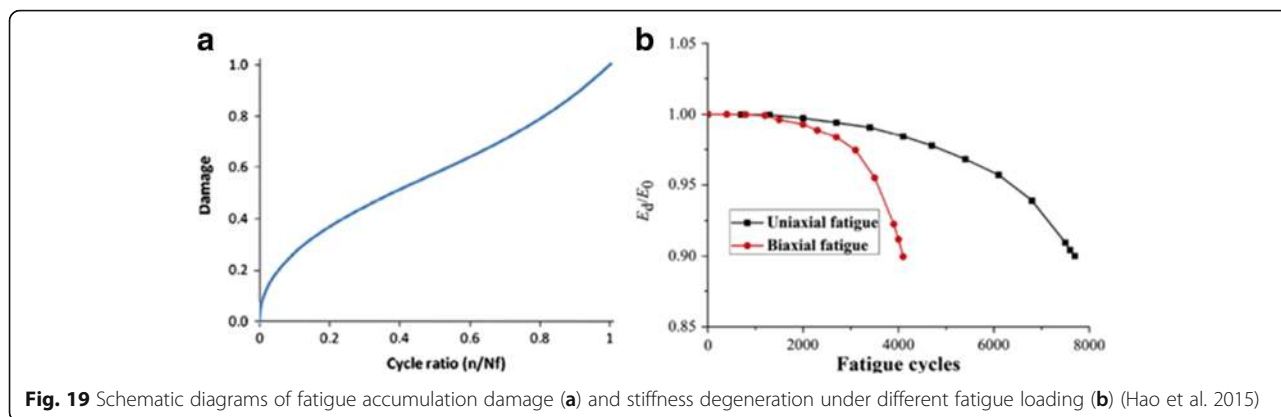 a
1.0
0.8
0.6
0.4
0.2
0.0
Damage
0 0.2 0.4 0.6 0.8 1
Cycle ratio (n/Nf)
b
1.05
1.00
0.95
0.90
0.85
Ed/E0
Uniaxial fatigue
Biaxial fatigue
0 2000 4000 6000 8000
Fatigue cycles
Fig. 19 Schematic diagrams of fatigue accumulation damage (a) and stiffness degeneration under different fatigue loading (b) (Hao et al. 2015)